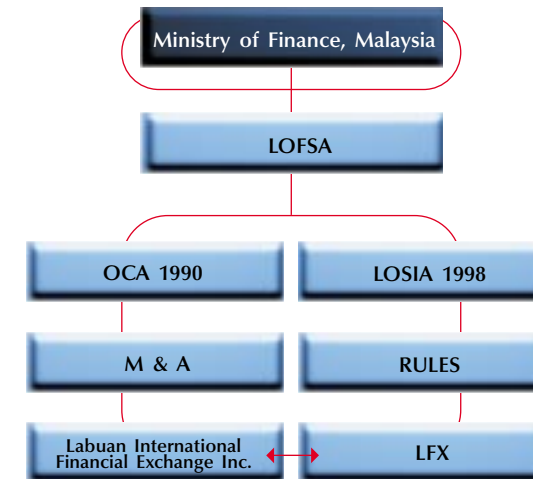 Ministry of Finance, Malaysia
LOFSA
OCA 1990
LOSIA 1998
M & A
RULES
Labuan International
Financial Exchange Inc.
LFX